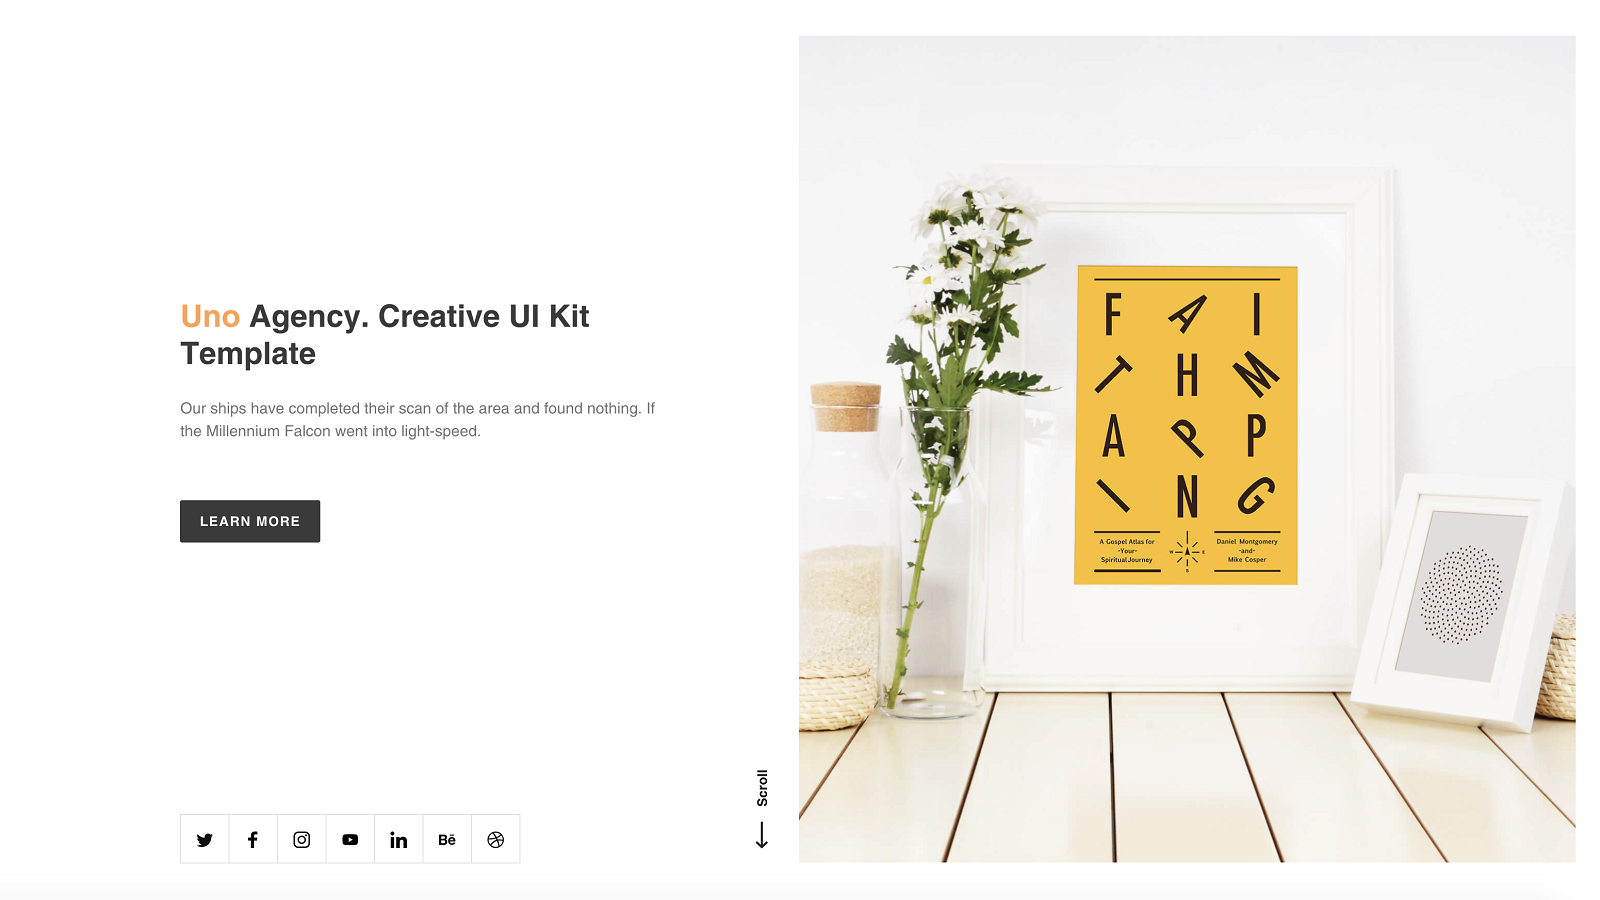 Uno Agency. Creative UI Kit
Template
Our ships have completed their scan of the area and found nothing. If
the Millennium Falcon went into light-speed.
LEARN MORE
Bē
Scroll
F A I
T H M
A P P
I N G
A Gospel Atlas for
-Your-
Spiritual Journey
W E
S
Daniel Montgomery
-and-
Mike Cosper